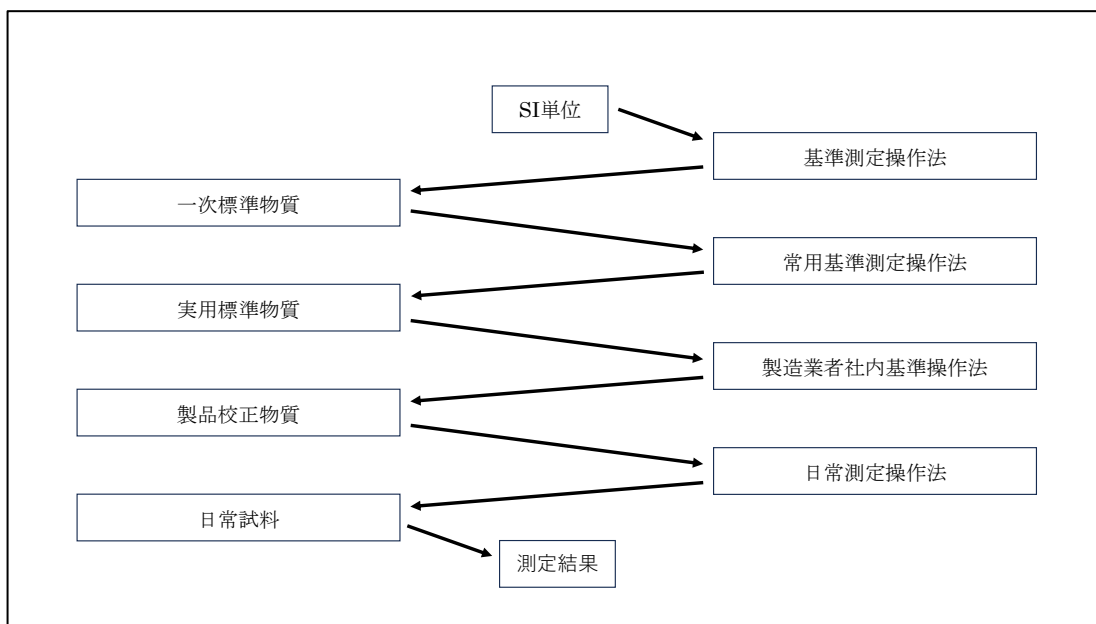 SI単位
基準測定操作法
一次標準物質
常用基準測定操作法
実用標準物質
製造業者社内基準操作法
製品校正物質
日常測定操作法
日常試料
測定結果